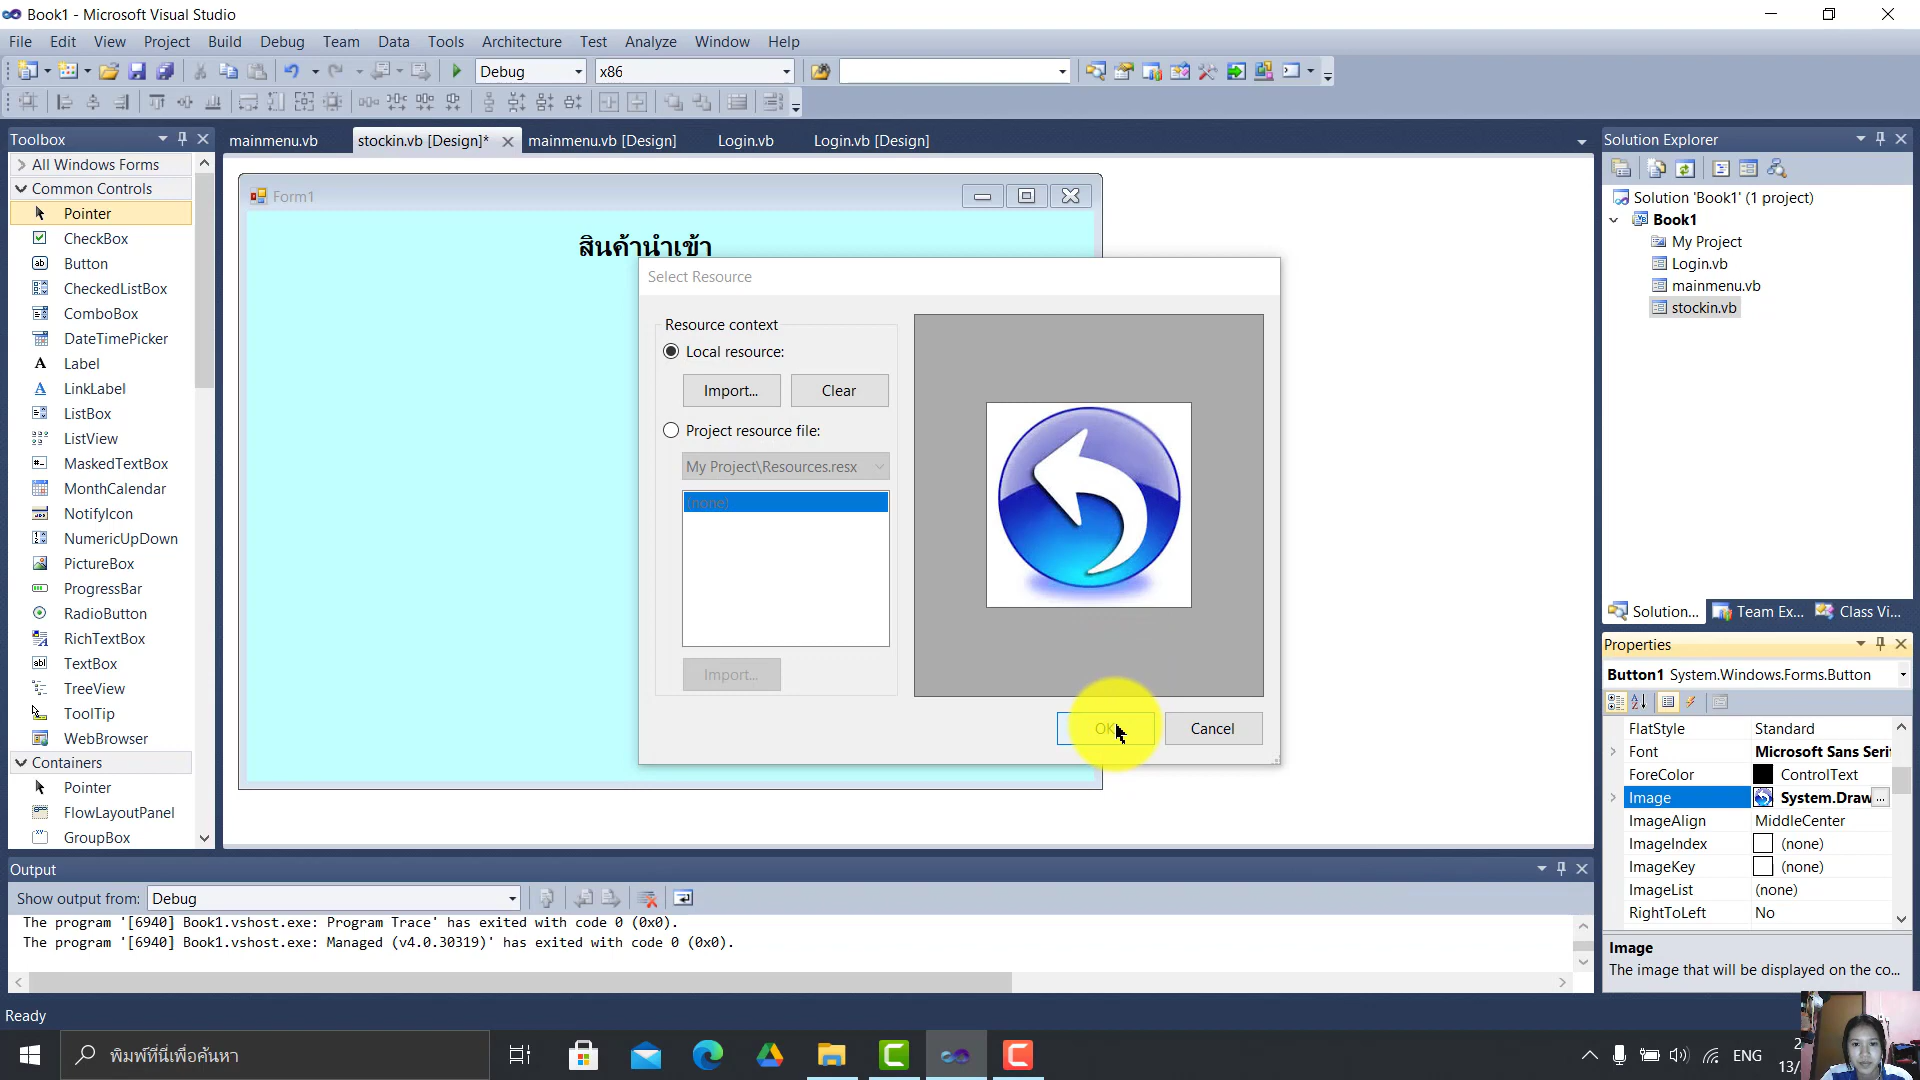 Book1 - Microsoft Visual Studio
File Edit View Project Build Debug Team Data Tools Architecture Test Analyze Window Help
Debug x86
Toolbox
mainmenu.vb stockin.vb [Design]* mainmenu.vb [Design] Login.vb Login.vb [Design]
All Windows Forms
Common Controls
Pointer
CheckBox
Button
CheckedListBox
ComboBox
DateTimePicker
Label
LinkLabel
ListBox
ListView
MaskedTextBox
MonthCalendar
NotifyIcon
NumericUpDown
PictureBox
ProgressBar
RadioButton
RichTextBox
TextBox
TreeView
ToolTip
WebBrowser
Containers
Pointer
FlowLayoutPanel
GroupBox
Form1
สินค้านำเข้า
Select Resource
Resource context
Local resource:
Import... Clear
Project resource file:
My Project\Resources.resx
(none)
Import...
OK Cancel
Solution Explorer
Solution 'Book1' (1 project)
Book1
My Project
Login.vb
mainmenu.vb
stockin.vb
Solution... Team Ex... Class Vi...
Properties
Button1 System.Windows.Forms.Button
FlatStyle Standard
Font Microsoft Sans Serif
ForeColor ControlText
Image System.Draw ...
ImageAlign MiddleCenter
ImageIndex (none)
ImageKey (none)
ImageList (none)
RightToLeft No
Image
The image that will be displayed on the co...
Output
Show output from: Debug
The program '[6940] Book1.vshost.exe: Program Trace' has exited with code 0 (0x0).
The program '[6940] Book1.vshost.exe: Managed (v4.0.30319)' has exited with code 0 (0x0).
Ready
พิมพ์ที่นี่เพื่อค้นหา
ENG
13/